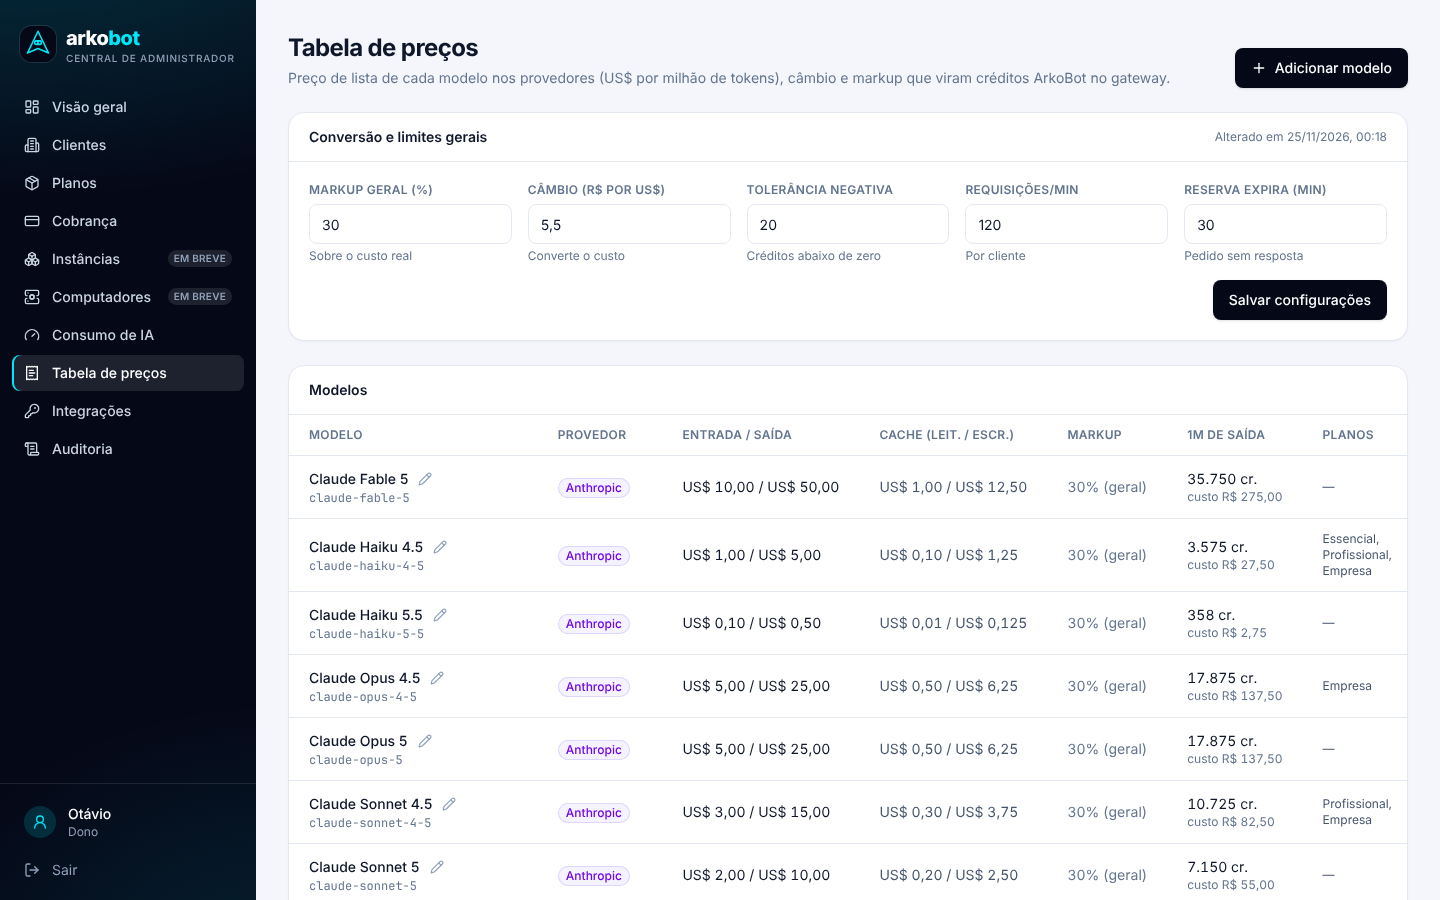 arkobot
CENTRAL DE ADMINISTRADOR
Visão geral
Clientes
Planos
Cobrança
Instâncias EM BREVE
Computadores EM BREVE
Consumo de IA
Tabela de preços
Integrações
Auditoria
Otávio
Dono
Sair
Tabela de preços
Preço de lista de cada modelo nos provedores (US$ por milhão de tokens), câmbio e markup que viram créditos ArkoBot no gateway.
+ Adicionar modelo
Conversão e limites gerais
Alterado em 25/11/2026, 00:18
MARKUP GERAL (%) CÂMBIO (R$ POR US$) TOLERÂNCIA NEGATIVA REQUISIÇÕES/MIN RESERVA EXPIRA (MIN)
30 5,5 20 120 30
Sobre o custo real Converte o custo Créditos abaixo de zero Por cliente Pedido sem resposta
Salvar configurações
Modelos
MODELO PROVEDOR ENTRADA / SAÍDA CACHE (LEIT. / ESCR.) MARKUP 1M DE SAÍDA PLANOS
Claude Fable 5
claude-fable-5
Anthropic
US$ 10,00 / US$ 50,00
US$ 1,00 / US$ 12,50
30% (geral)
35.750 cr.
custo R$ 275,00
—
Claude Haiku 4.5
claude-haiku-4-5
Anthropic
US$ 1,00 / US$ 5,00
US$ 0,10 / US$ 1,25
30% (geral)
3.575 cr.
custo R$ 27,50
Essencial,
Profissional,
Empresa
Claude Haiku 5.5
claude-haiku-5-5
Anthropic
US$ 0,10 / US$ 0,50
US$ 0,01 / US$ 0,125
30% (geral)
358 cr.
custo R$ 2,75
—
Claude Opus 4.5
claude-opus-4-5
Anthropic
US$ 5,00 / US$ 25,00
US$ 0,50 / US$ 6,25
30% (geral)
17.875 cr.
custo R$ 137,50
Empresa
Claude Opus 5
claude-opus-5
Anthropic
US$ 5,00 / US$ 25,00
US$ 0,50 / US$ 6,25
30% (geral)
17.875 cr.
custo R$ 137,50
—
Claude Sonnet 4.5
claude-sonnet-4-5
Anthropic
US$ 3,00 / US$ 15,00
US$ 0,30 / US$ 3,75
30% (geral)
10.725 cr.
custo R$ 82,50
Profissional,
Empresa
Claude Sonnet 5
claude-sonnet-5
Anthropic
US$ 2,00 / US$ 10,00
US$ 0,20 / US$ 2,50
30% (geral)
7.150 cr.
custo R$ 55,00
—